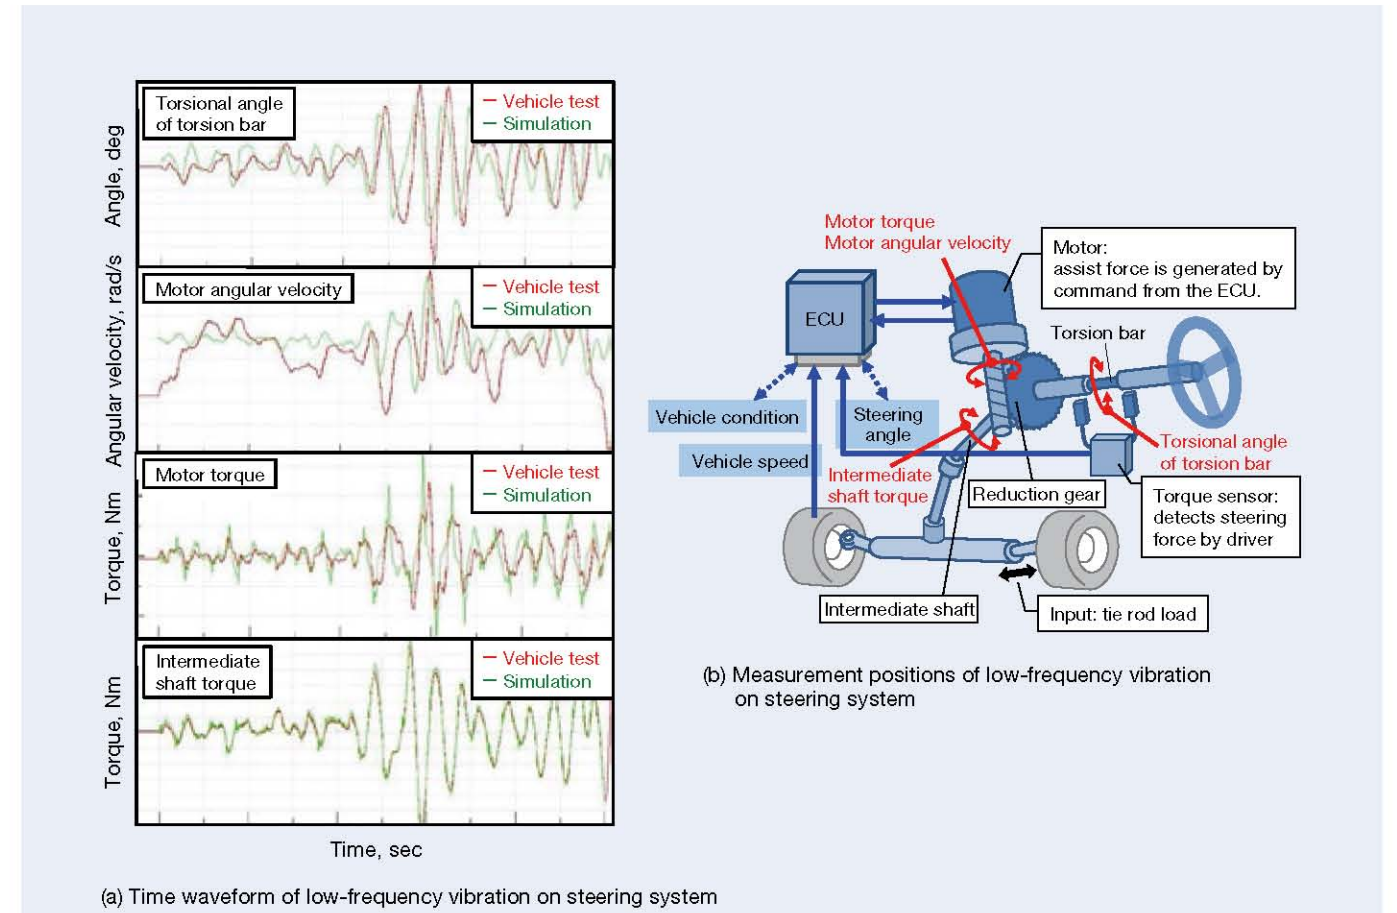 Torsional angle
of torsion bar
Vehicle test
Simulation
Angle, deg
Motor angular velocity
Vehicle test
Simulation
Angular velocity, rad/s
Motor torque
Vehicle test
Simulation
Torque, Nm
Intermediate
shaft torque
Vehicle test
Simulation
Torque, Nm
Time, sec
(a) Time waveform of low-frequency vibration on steering system
Motor torque
Motor angular velocity
Motor:
assist force is generated by
command from the ECU.
ECU
Torsion bar
Vehicle condition
Steering
angle
Vehicle speed
Intermediate
shaft torque
Torsional angle
of torsion bar
Reduction gear
Torque sensor:
detects steering
force by driver
Intermediate shaft
Input: tie rod load
(b) Measurement positions of low-frequency vibration
on steering system